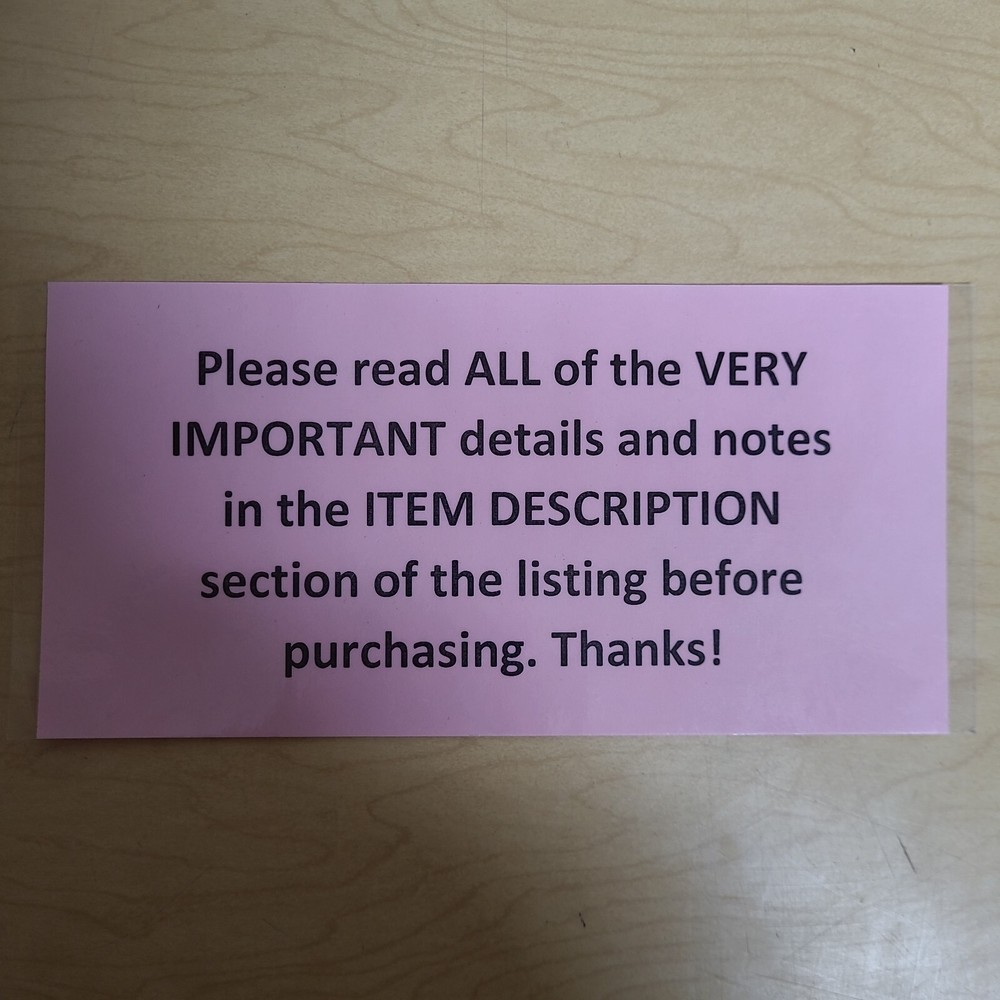 Please read ALL of the VERY
IMPORTANT details and notes
in the ITEM DESCRIPTION
section of the listing before
purchasing. Thanks!